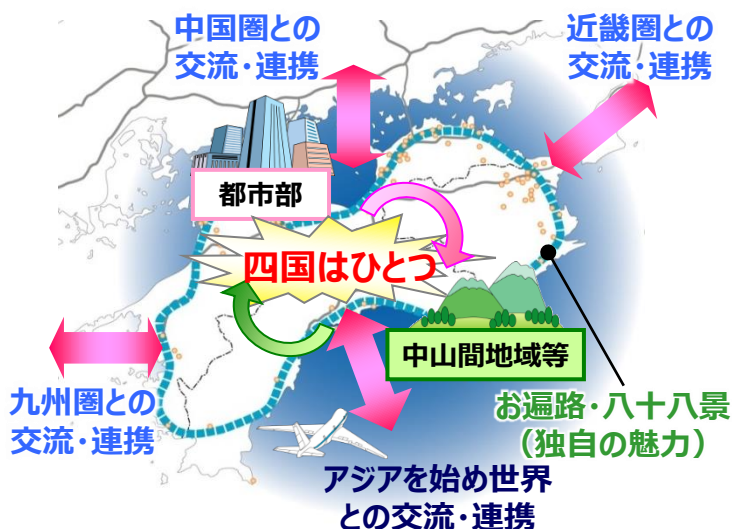 中国圏との
交流・連携
近畿圏との
交流・連携
都市部
四国はひとつ
中山間地域等
九州圏との
交流・連携
お遍路・八十八景
（独自の魅力）
アジアを始め世界
との交流・連携